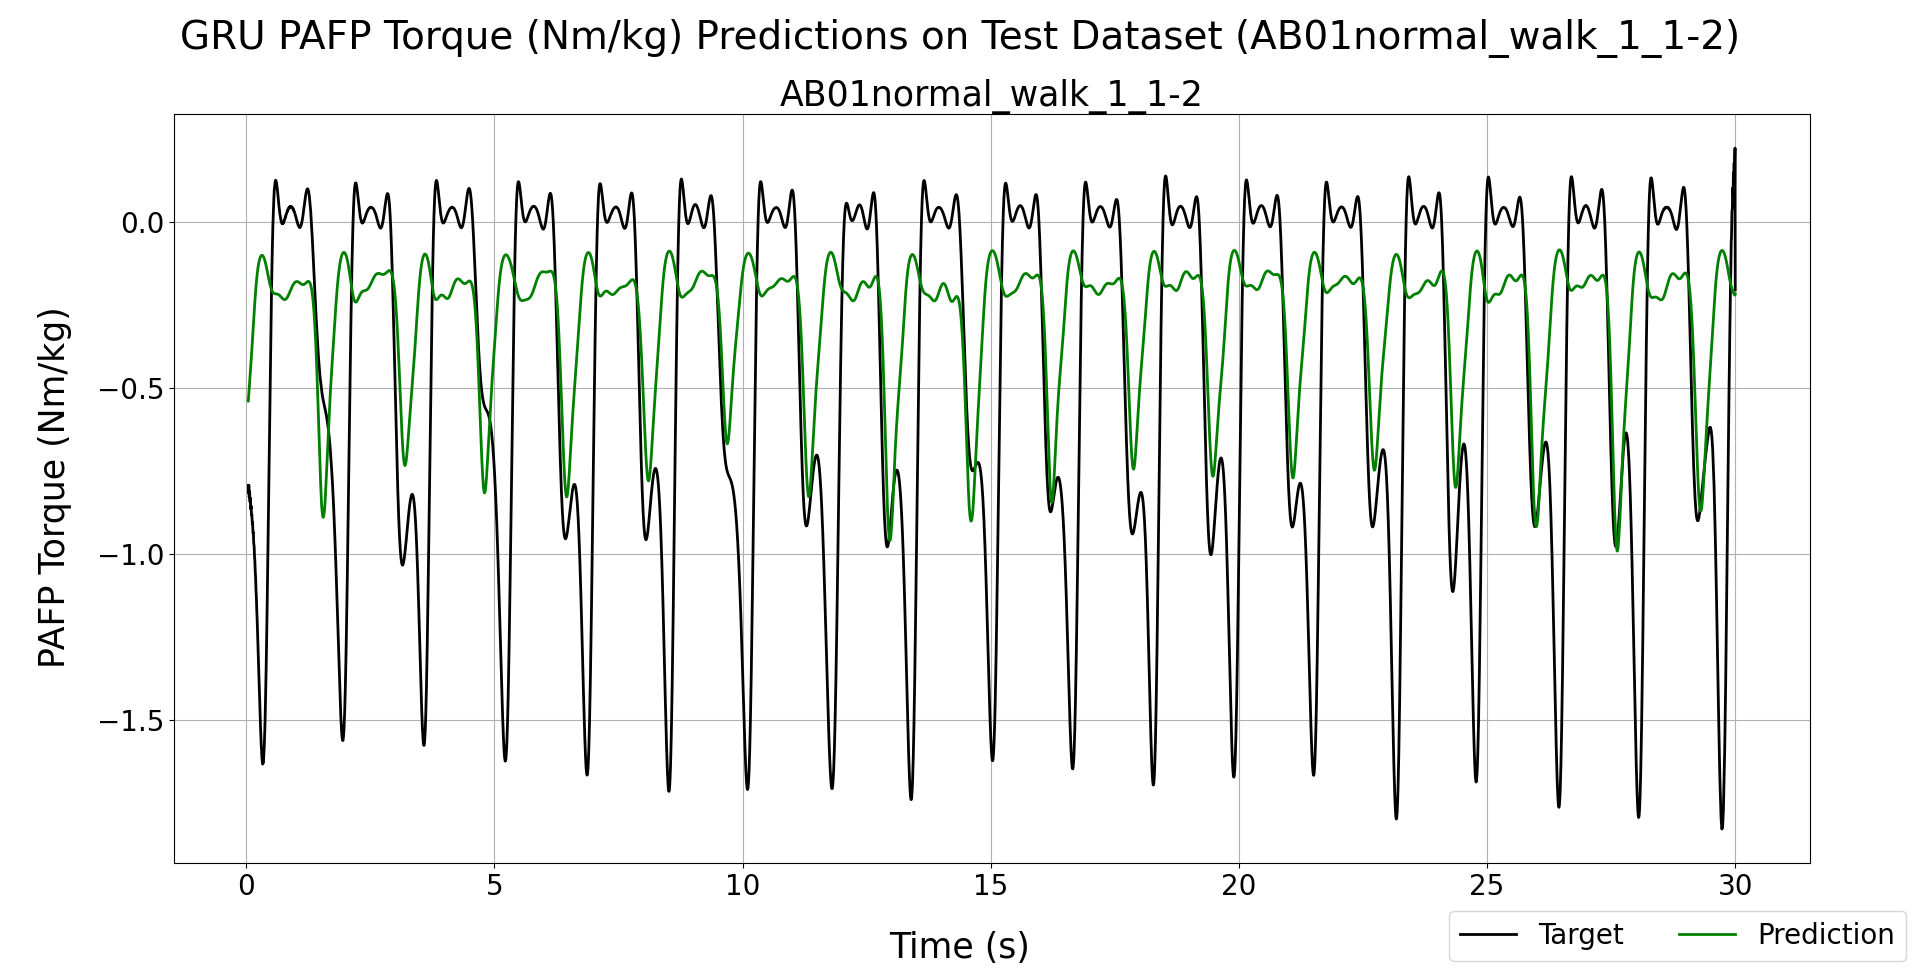 GRU PAFP Torque (Nm/kg) Predictions on Test Dataset (AB01normal_walk_1_1-2)
AB01normal_walk_1_1-2
PAFP Torque (Nm/kg)
0.0
−0.5
−1.0
−1.5
0 5 10 15 20 25 30
Time (s)
Target Prediction